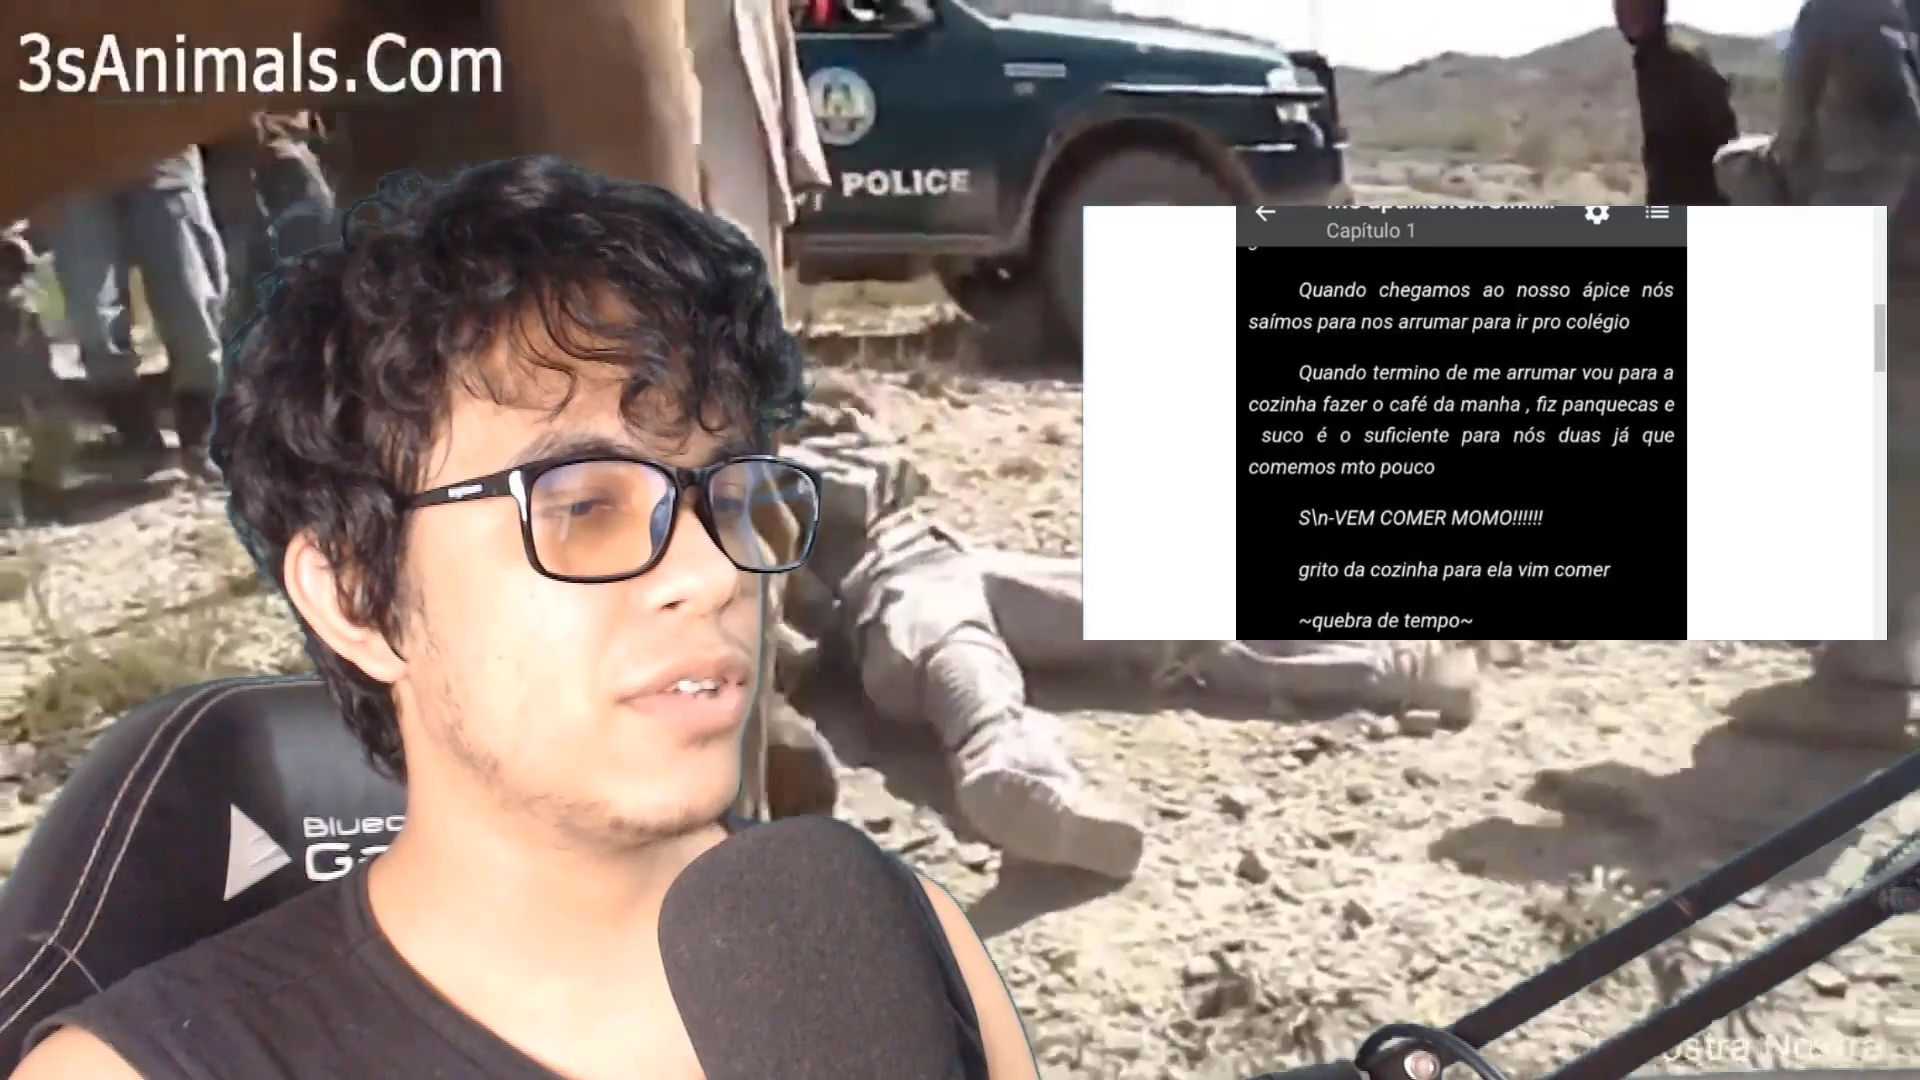 3sAnimals.Com
POLICE
Capítulo 1
Quando chegamos ao nosso ápice nós
saímos para nos arrumar para ir pro colégio
Quando termino de me arrumar vou para a
cozinha fazer o café da manha , fiz panquecas e
suco é o suficiente para nós duas já que
comemos mto pouco
S\n-VEM COMER MOMO!!!!!!
grito da cozinha para ela vim comer
~quebra de tempo~